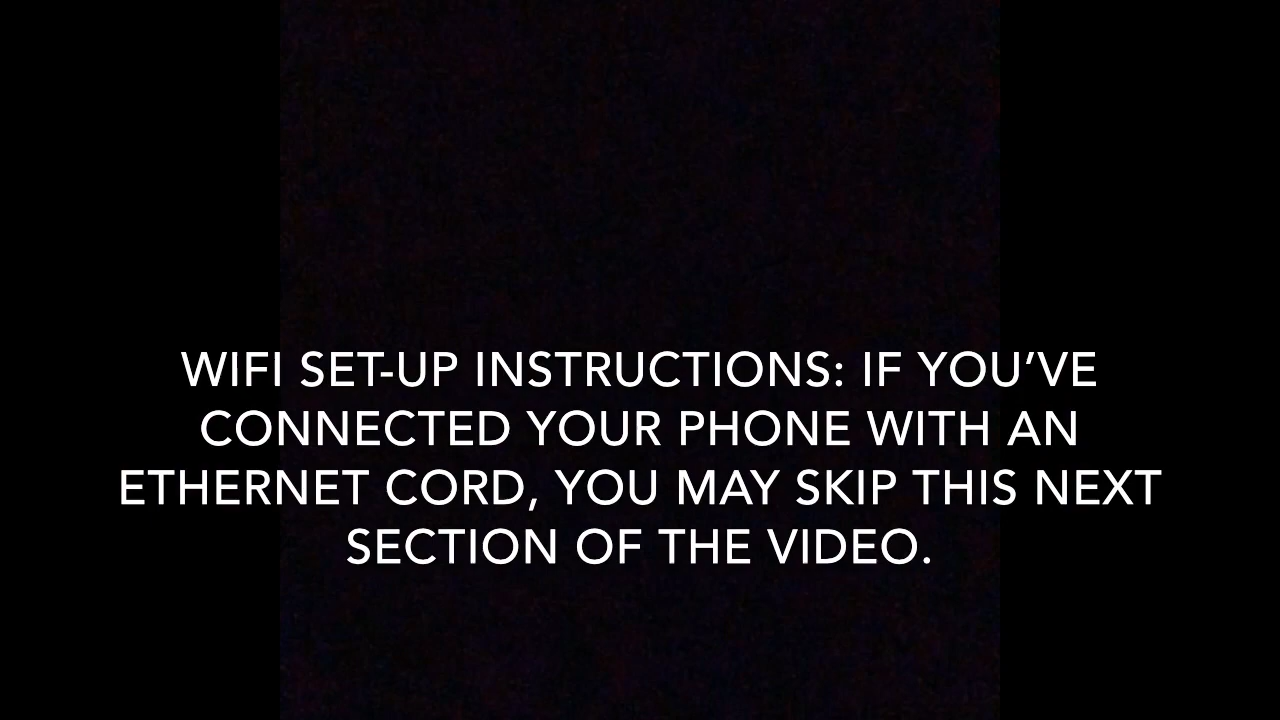 WIFI SET-UP INSTRUCTIONS: IF YOU’VE
CONNECTED YOUR PHONE WITH AN
ETHERNET CORD, YOU MAY SKIP THIS NEXT
SECTION OF THE VIDEO.